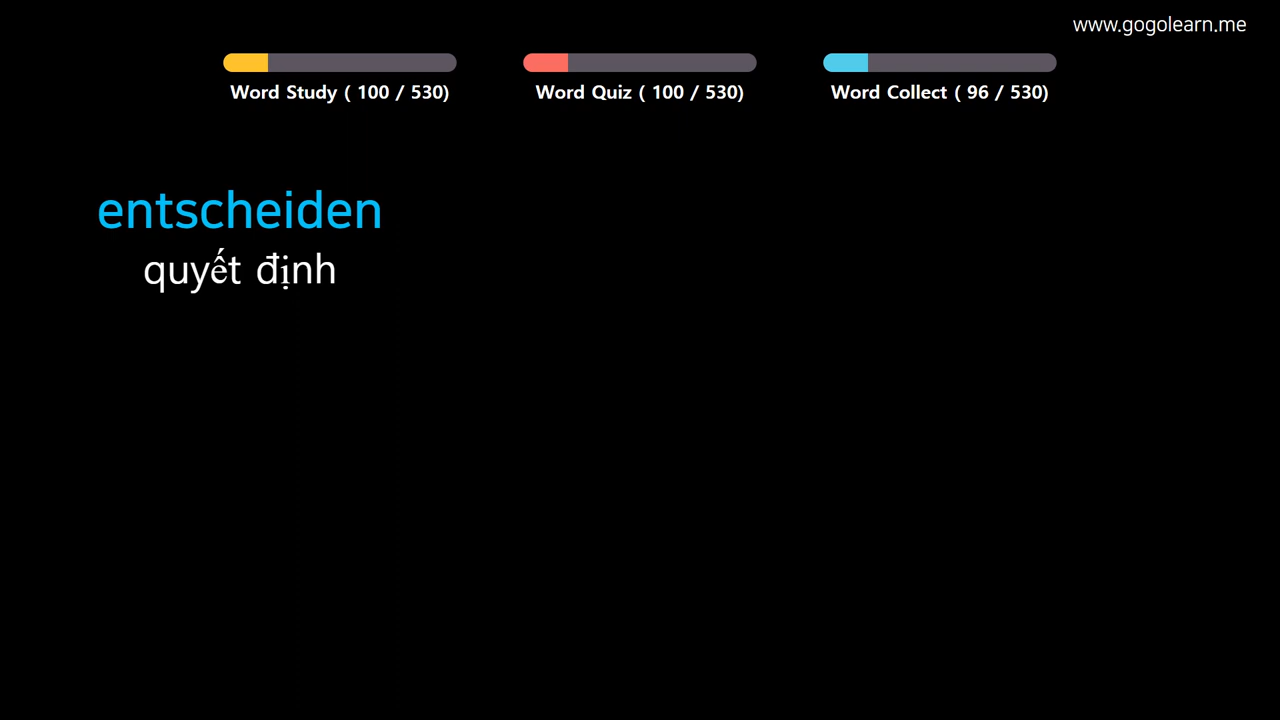 www.gogolearn.me
Word Study ( 100 / 530)
Word Quiz ( 100 / 530)
Word Collect ( 96 / 530)
entscheiden
quyết định